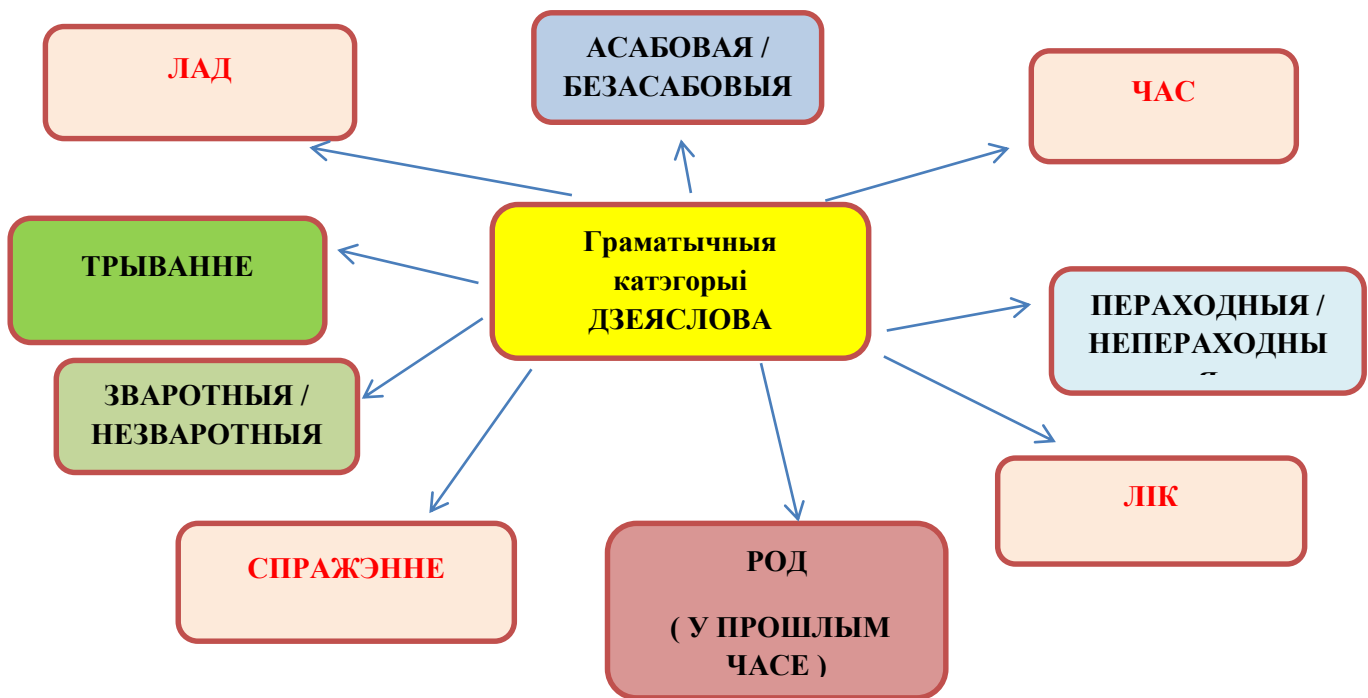 ЛАД
АСАБОВАЯ /
БЕЗАСАБОВЫЯ
ЧАС
ТРЫВАННЕ
Граматычныя
катэгорыі
ДЗЕЯСЛОВА
ПЕРАХОДНЫЯ /
НЕПЕРАХОДНЫ
Я
ЗВАРОТНЫЯ /
НЕЗВАРОТНЫЯ
ЛІК
СПРАЖЭННЕ
РОД
( У ПРОШЛЫМ
ЧАСЕ )